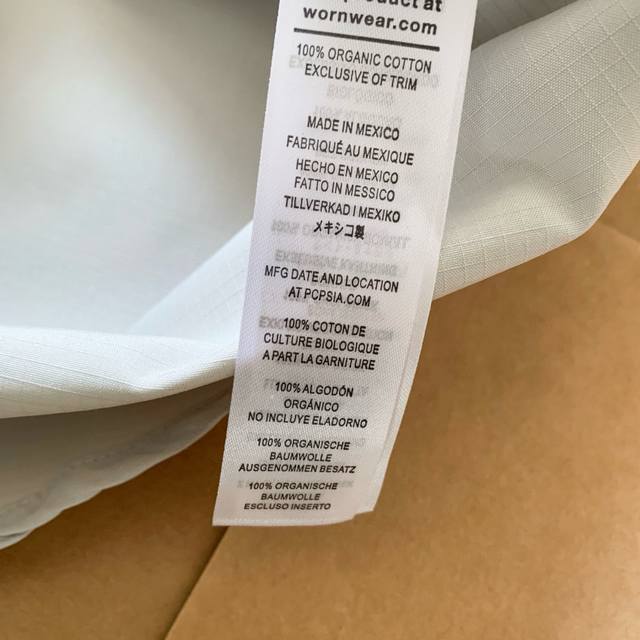 product at
wornwear.com
100% ORGANIC COTTON
EXCLUSIVE OF TRIM
MADE IN MEXICO
FABRIQUÉ AU MEXIQUE
HECHO EN MEXICO
FATTO IN MESSICO
TILLVERKAD I MEXIKO
メキシコ製
MFG DATE AND LOCATION
AT PCPSIA.COM
100% COTON DE
CULTURE BIOLOGIQUE
A PART LA GARNITURE
100% ALGODÓN
ORGÁNICO
NO INCLUYE ELADORNO
100% ORGANISCHE
BAUMWOLLE
AUSGENOMMEN BESATZ
100% ORGANISCHE
BAUMWOLLE
ESCLUSO INSERTO